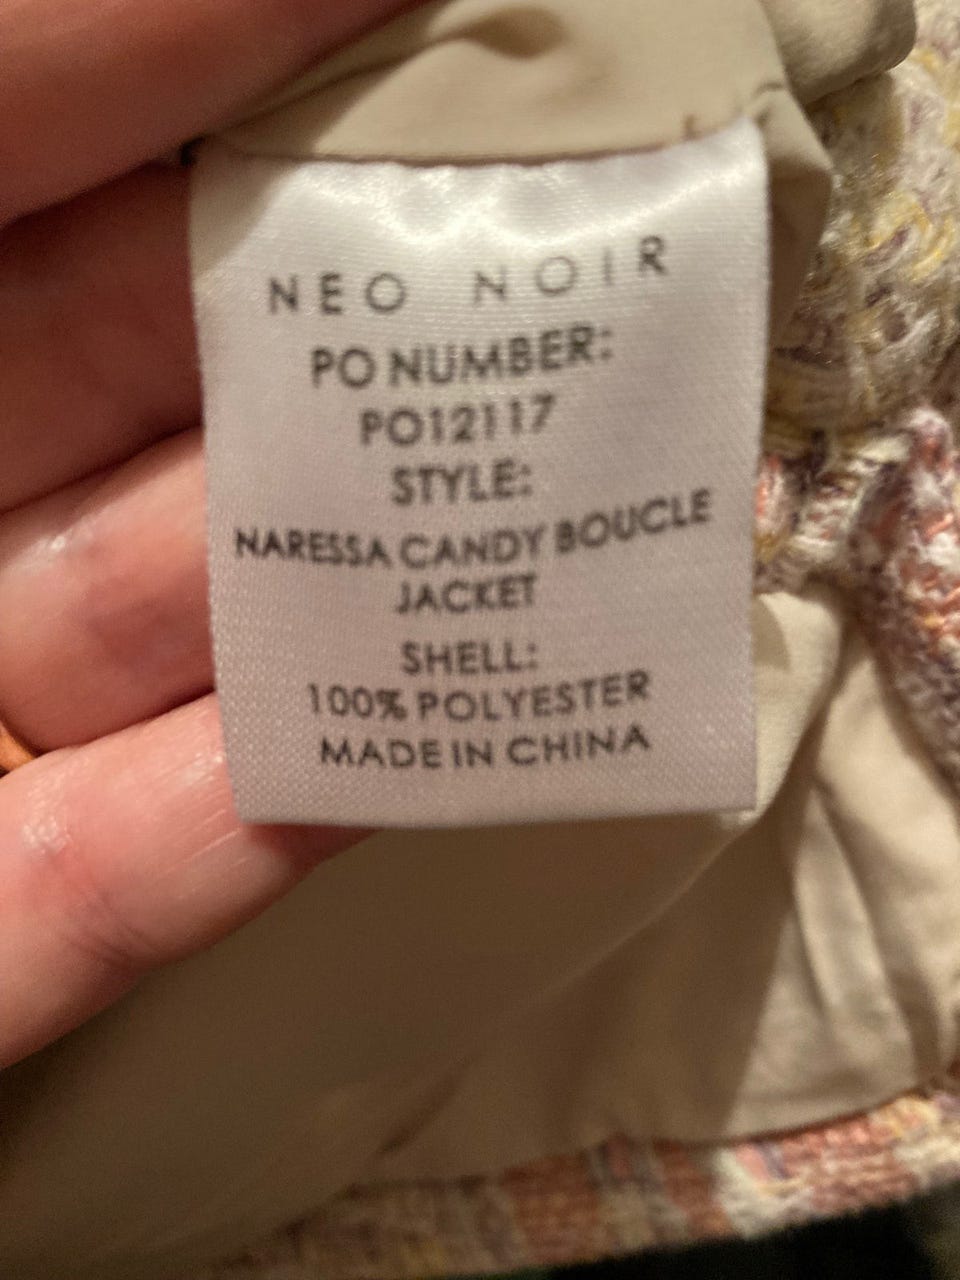 NEO NOIR
PO NUMBER:
PO12117
STYLE:
NARESSA CANDY BOUCLE
JACKET
SHELL:
100% POLYESTER
MADE IN CHINA